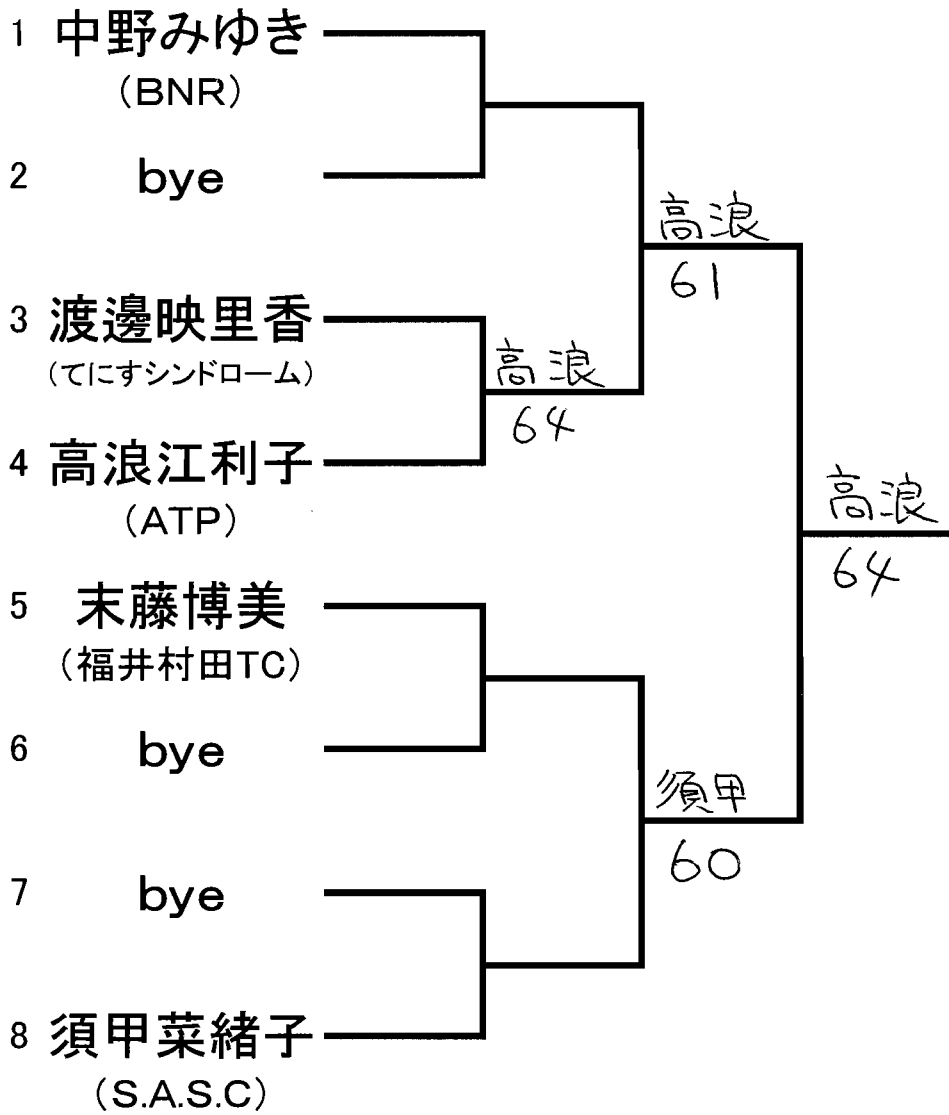 1 中野みゆき
(BNR)
2 bye
高浪
61
3 渡邊映里香
(てにすシンドローム)
高浪
64
4 高浪江利子
(ATP)
高浪
64
5 末藤博美
(福井村田TC)
6 bye
須甲
60
7 bye
8 須甲菜緒子
(S.A.S.C)